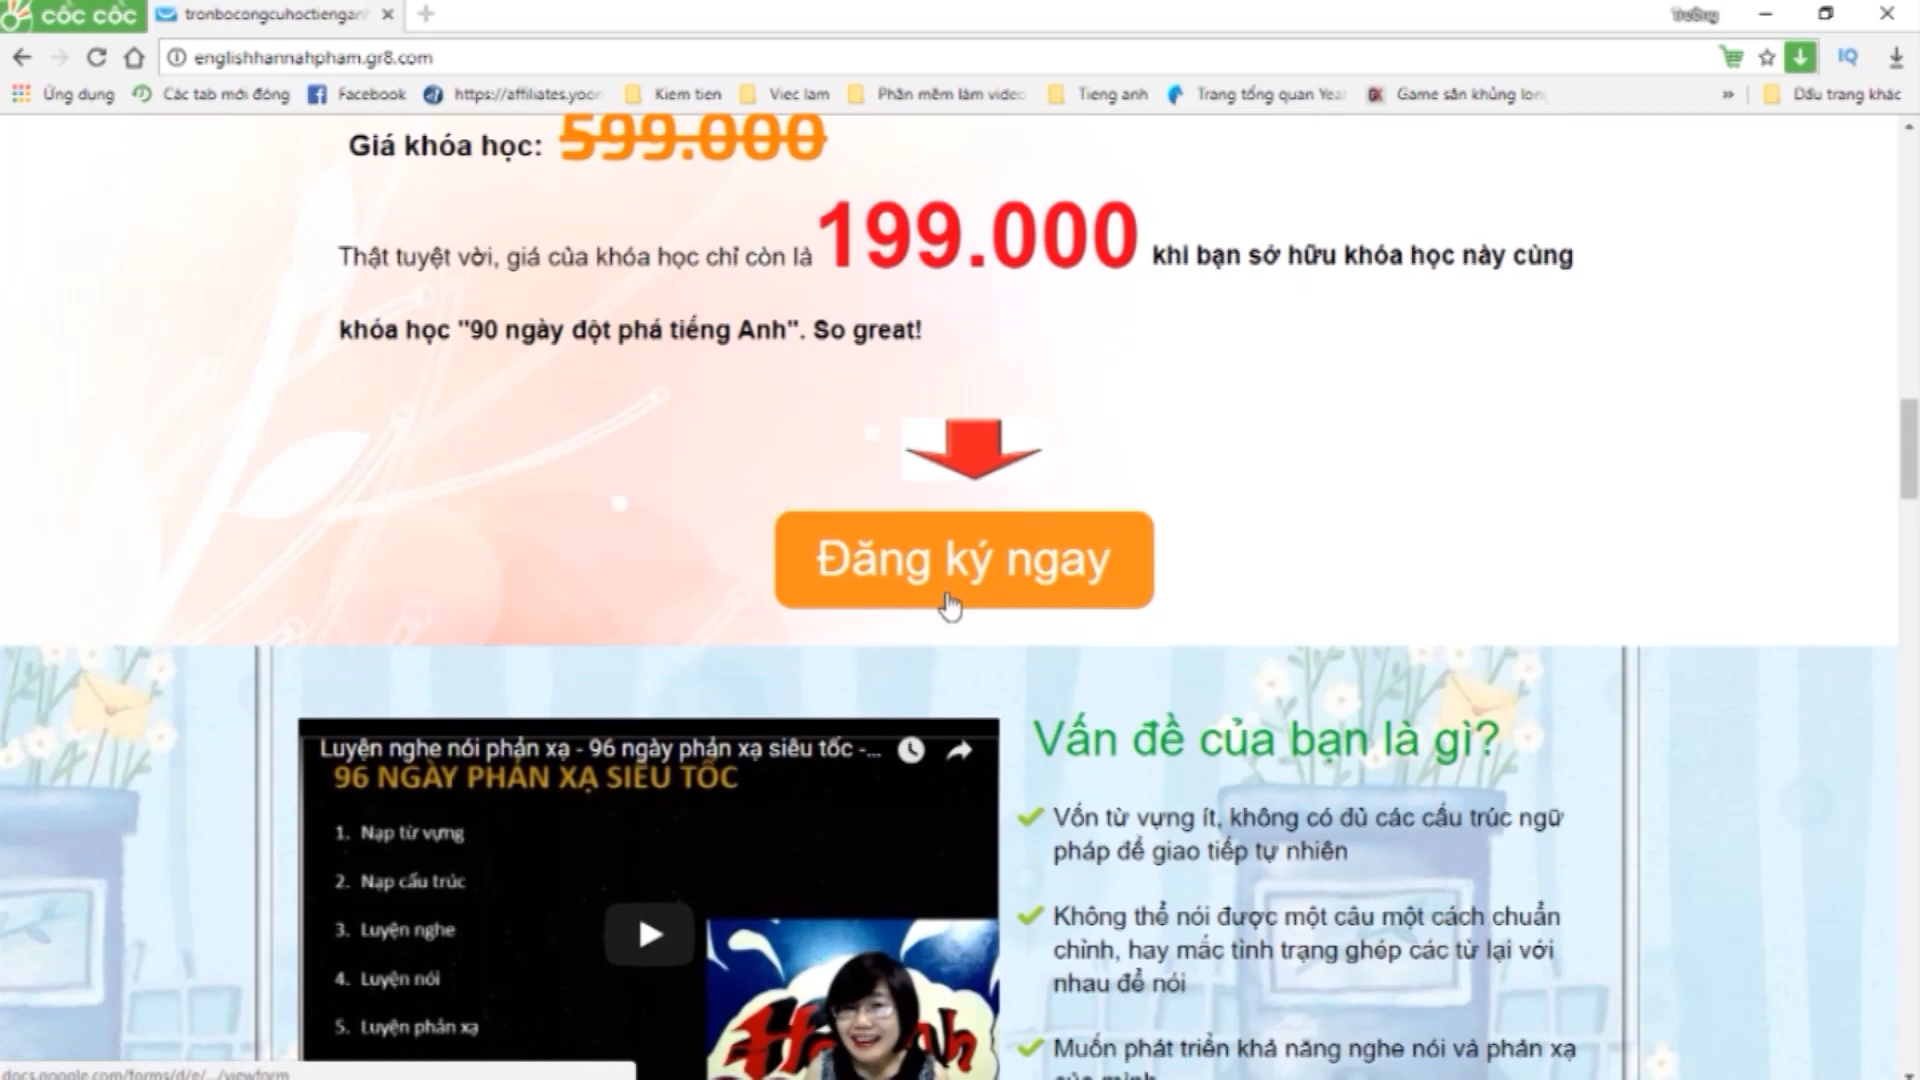 cốc cốc
tronbocongcuhoctiengan
Trường
englishhannahpham.gr8.com
IQ
Ứng dụng
Các tab mới đóng
Facebook
https://affiliates.yoon
Kiem tien
Viec lam
Phần mềm làm video
Tieng anh
Trang tổng quan Yea
Game săn khủng lon
»
Dấu trang khác
Giá khóa học: 599.000
Thật tuyệt vời, giá của khóa học chỉ còn là 199.000 khi bạn sở hữu khóa học này cùng
khóa học "90 ngày đột phá tiếng Anh". So great!
Đăng ký ngay
Luyện nghe nói phản xạ - 96 ngày phản xạ siêu tốc -...
96 NGÀY PHẢN XẠ SIÊU TỐC
1. Nạp từ vựng
2. Nạp cấu trúc
3. Luyện nghe
4. Luyện nói
5. Luyện phản xạ
Vấn đề của bạn là gì?
Vốn từ vựng ít, không có đủ các cấu trúc ngữ
pháp để giao tiếp tự nhiên
Không thể nói được một câu một cách chuẩn
chỉnh, hay mắc tình trạng ghép các từ lại với
nhau để nói
Muốn phát triển khả năng nghe nói và phản xạ
của mình
docs.google.com/forms/d/e/.../viewform